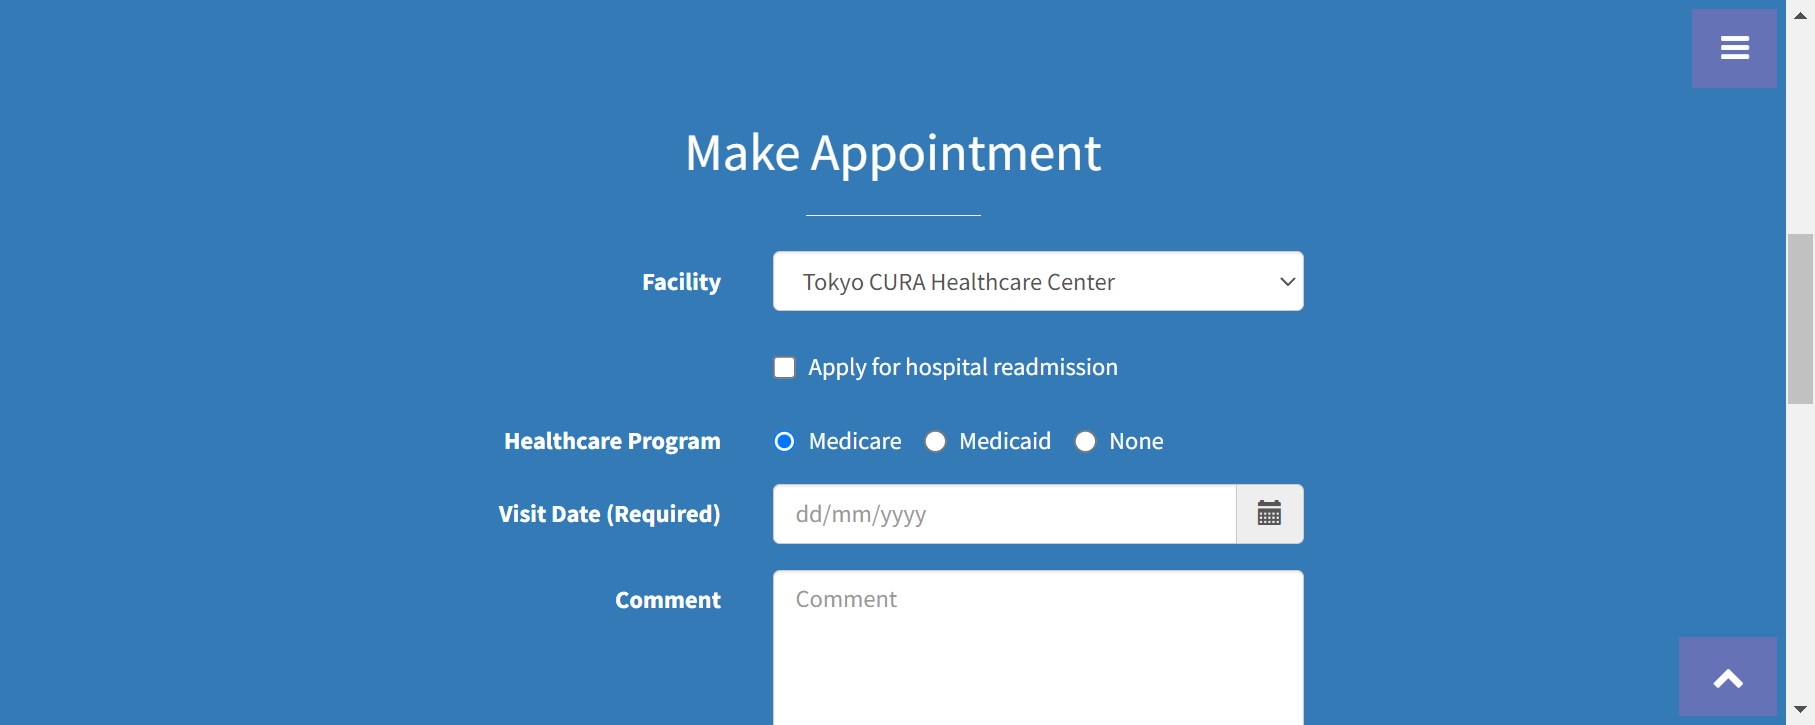 Make Appointment
Facility Tokyo CURA Healthcare Center
Apply for hospital readmission
Healthcare Program Medicare Medicaid None
Visit Date (Required) dd/mm/yyyy
Comment Comment